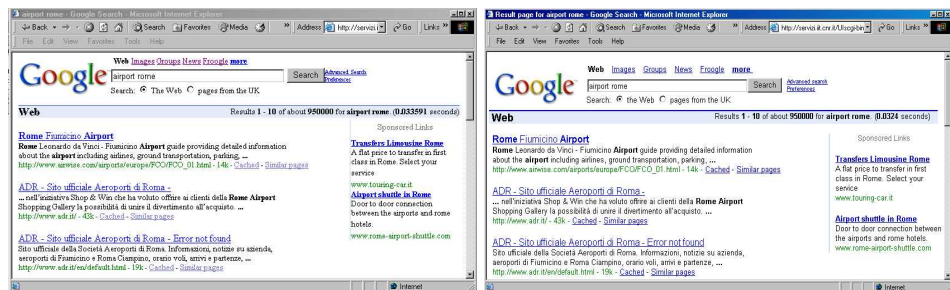 airport rome - Google Search - Microsoft Internet Explorer
Back Search Favorites Media Address http://servizi Go Links
File Edit View Favorites Tools Help
Web Images Groups News Froogle more
Google airport rome Search Advanced Search
Preferences
Search: The Web pages from the UK
Web Results 1 - 10 of about 950000 for airport rome. (0.033591 seconds)
Rome Fiumicino Airport
Rome Leonardo da Vinci - Fiumicino Airport guide providing detailed information
about the airport including airlines, ground transportation, parking, ...
http://www.airwise.com/airports/europe/FCO/FCO_01.html - 14k - Cached - Similar pages
ADR - Sito ufficiale Aeroporti di Roma -
... nell'iniziativa Shop & Win che ha voluto offrire ai clienti della Rome Airport
Shopping Gallery la possibilità di unire il divertimento all'acquisto. ...
http://www.adr.it/ - 43k - Cached - Similar pages
ADR - Sito ufficiale Aeroporti di Roma - Error not found
Sito ufficiale della Società Aeroporti di Roma. Informazioni, notizie su azienda,
aeroporti di Fiumicino e Roma Ciampino, orario voli, arrivi e partenze, ...
http://www.adr.it/en/default.html - 19k - Cached - Similar pages
Sponsored Links
Transfers Limousine Rome
A flat price to transfer in first
class in Rome. Select your
service
www.touring-car.it
Airport shuttle in Rome
Door to door connection
between the airports and rome
hotels.
www.rome-airport-shuttle.com
Internet
Result page for airport rome - Google Search - Microsoft Internet Explorer
Back Search Favorites Media Address Go Links
File Edit View Favorites Tools Help
Web Images Groups News Froogle more
Google airport rome Search Advanced search
Preferences
Search: the Web pages from the UK
Web Results 1 - 10 of about 950000 for airport rome. (0.0324 seconds)
Rome Fiumicino Airport
Rome Leonardo da Vinci - Fiumicino Airport guide providing detailed information
about the airport including airlines, ground transportation, parking, ...
http://www.airwise.com/airports/europe/FCO/FCO_01.html - 14k - Cached - Similar pages
ADR - Sito ufficiale Aeroporti di Roma -
... nell'iniziativa Shop & Win che ha voluto offrire ai clienti della Rome Airport
Shopping Gallery la possibilità di unire il divertimento all'acquisto. ...
http://www.adr.it/ - 43k - Cached - Similar pages
ADR - Sito ufficiale Aeroporti di Roma - Error not found
Sito ufficiale della Società Aeroporti di Roma. Informazioni, notizie su azienda,
aeroporti di Fiumicino e Roma Ciampino, orario voli, arrivi e partenze, ...
http://www.adr.it/en/default.html - 19k - Cached - Similar pages
Sponsored Links
Transfers Limousine Rome
A flat price to transfer in first
class in Rome. Select your
service
www.touring-car.it
Airport shuttle in Rome
Door to door connection between
the airports and rome hotels.
www.rome-airport-shuttle.com
Internet